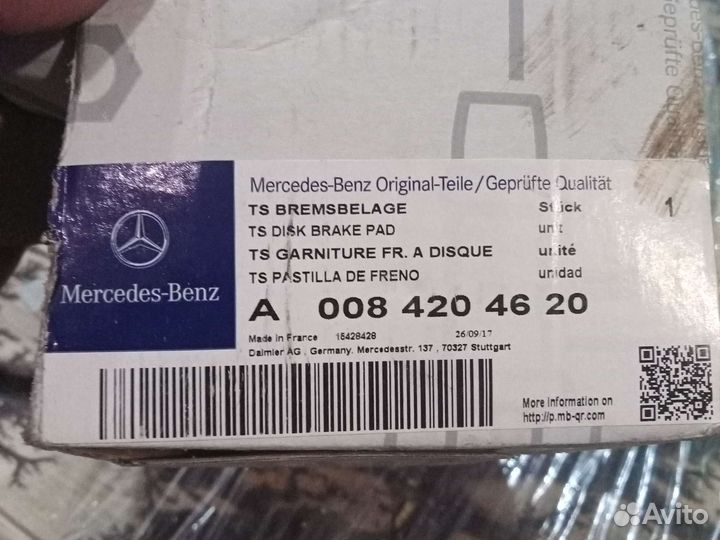 Geprüfte
Mercedes-Benz
Mercedes-Benz Original-Teile/Geprüfte Qualität
TS BREMSBELAGE Stück 1
TS DISK BRAKE PAD unit
TS GARNITURE FR. A DISQUE unité
TS PASTILLA DE FRENO unidad
A 008 420 46 20
Made in France 15428428 26/09/17
Daimler AG , Germany, Mercedesstr. 137 , 70327 Stuttgart
More Information on
http://p.mb-qr.com
Avito